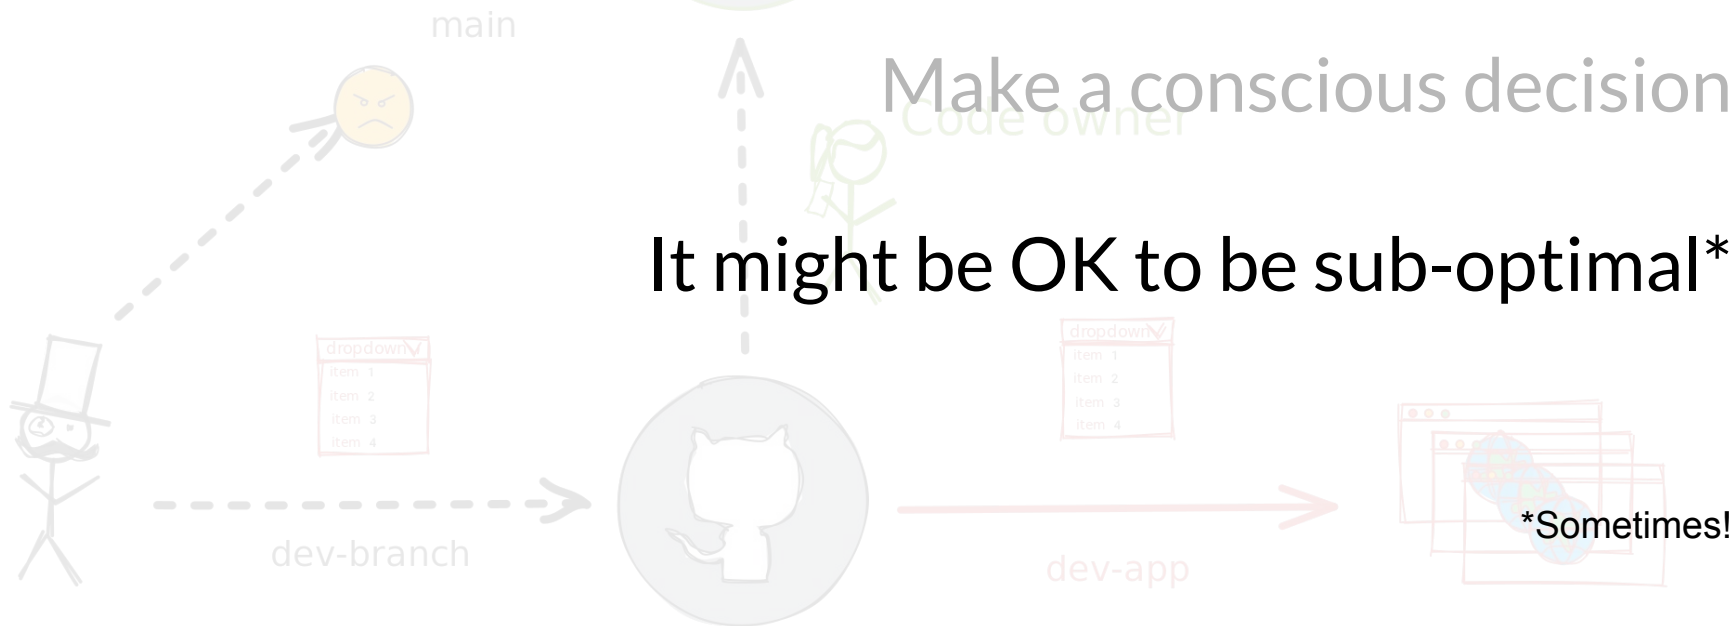 main
Make a conscious decision
Code owner
It might be OK to be sub-optimal*
dropdown
item 1
item 2
item 3
item 4
dropdown
item 1
item 2
item 3
item 4
*Sometimes!
dev-branch
dev-app